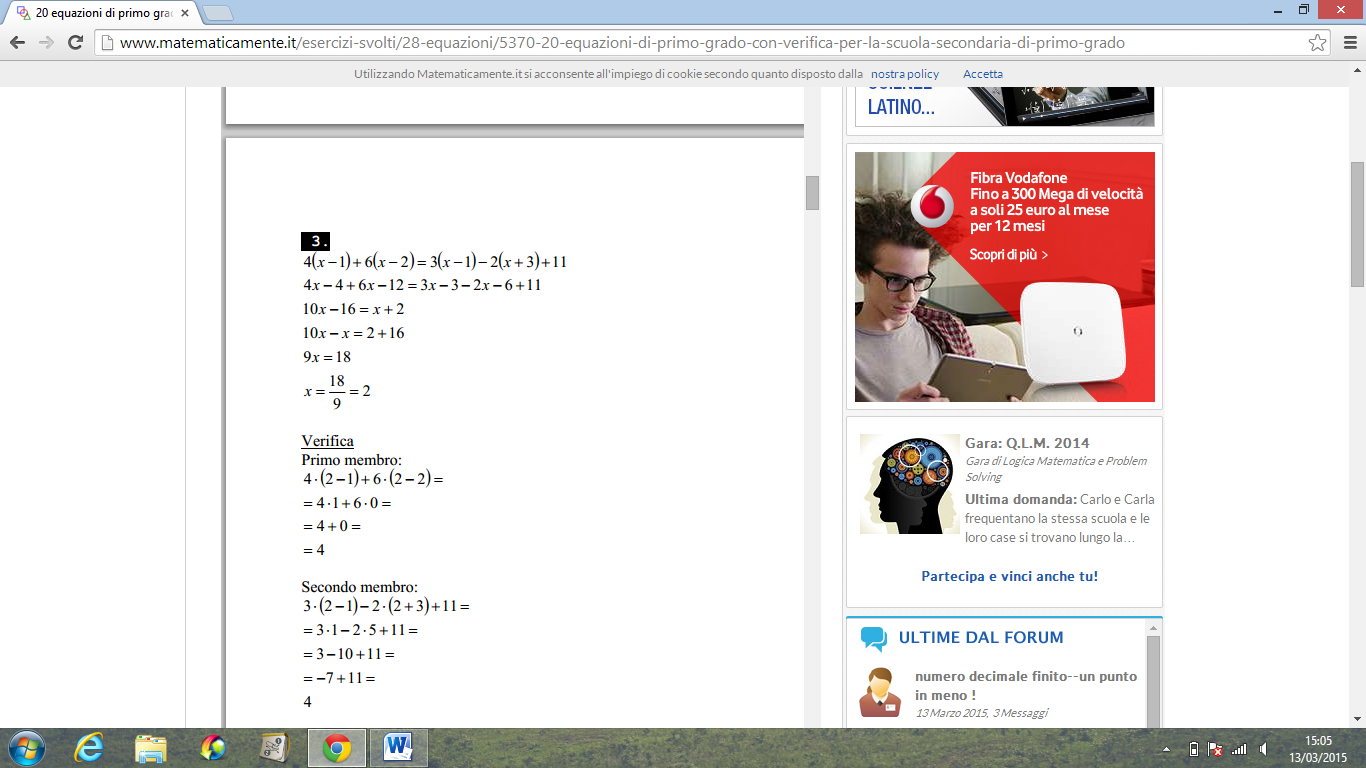 20 equazioni di primo grad
www.matematicamente.it/esercizi-svolti/28-equazioni/5370-20-equazioni-di-primo-grado-con-verifica-per-la-scuola-secondaria-di-primo-grado
Utilizzando Matematicamente.it si acconsente all'impiego di cookie secondo quanto disposto dalla nostra policy Accetta
3.
4(x−1)+6(x−2)=3(x−1)−2(x+3)+11
4x−4+6x−12=3x−3−2x−6+11
10x−16=x+2
10x−x=2+16
9x=18
x=18/9=2
Verifica
Primo membro:
4·(2−1)+6·(2−2)=
=4·1+6·0=
=4+0=
=4
Secondo membro:
3·(2−1)−2·(2+3)+11=
=3·1−2·5+11=
=3−10+11=
=−7+11=
4
LATINO...
Fibra Vodafone
Fino a 300 Mega di velocità
a soli 25 euro al mese
per 12 mesi
Scopri di più >
Gara: Q.L.M. 2014
Gara di Logica Matematica e Problem
Solving
Ultima domanda: Carlo e Carla
frequentano la stessa scuola e le
loro case si trovano lungo la...
Partecipa e vinci anche tu!
ULTIME DAL FORUM
numero decimale finito--un punto
in meno !
13 Marzo 2015, 3 Messaggi
15:05
13/03/2015